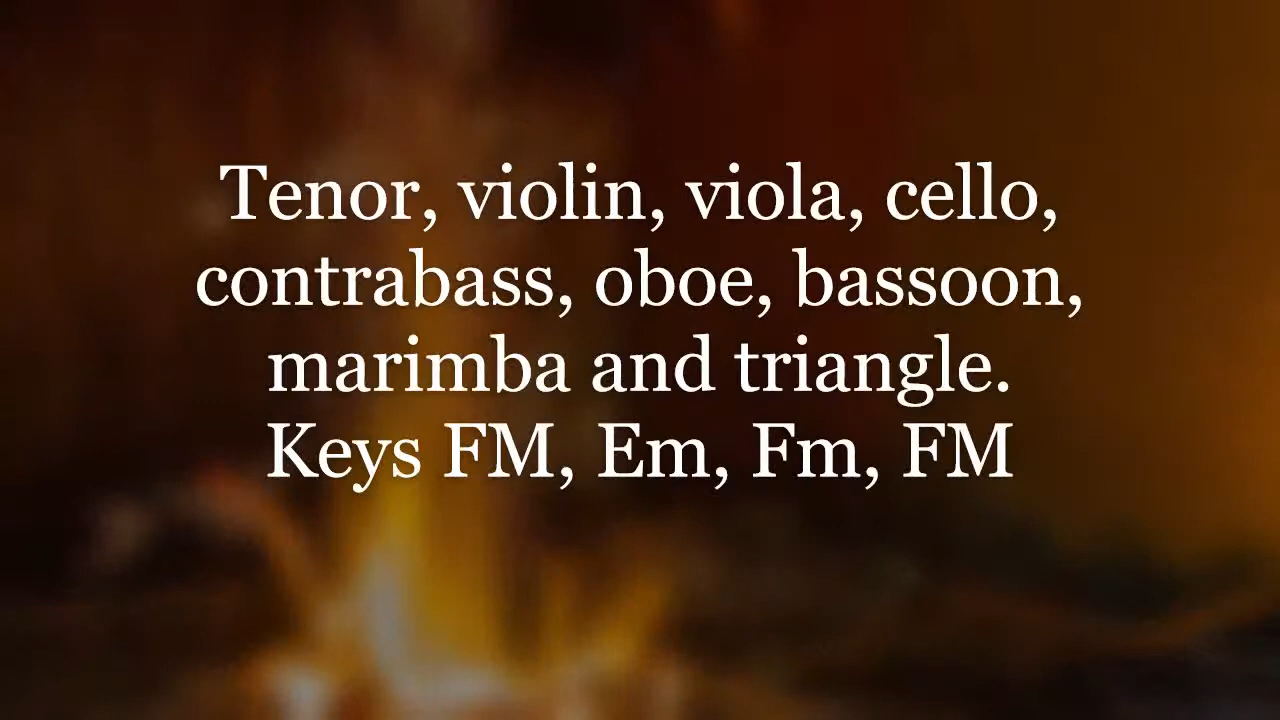 Tenor, violin, viola, cello,
contrabass, oboe, bassoon,
marimba and triangle.
Keys FM, Em, Fm, FM